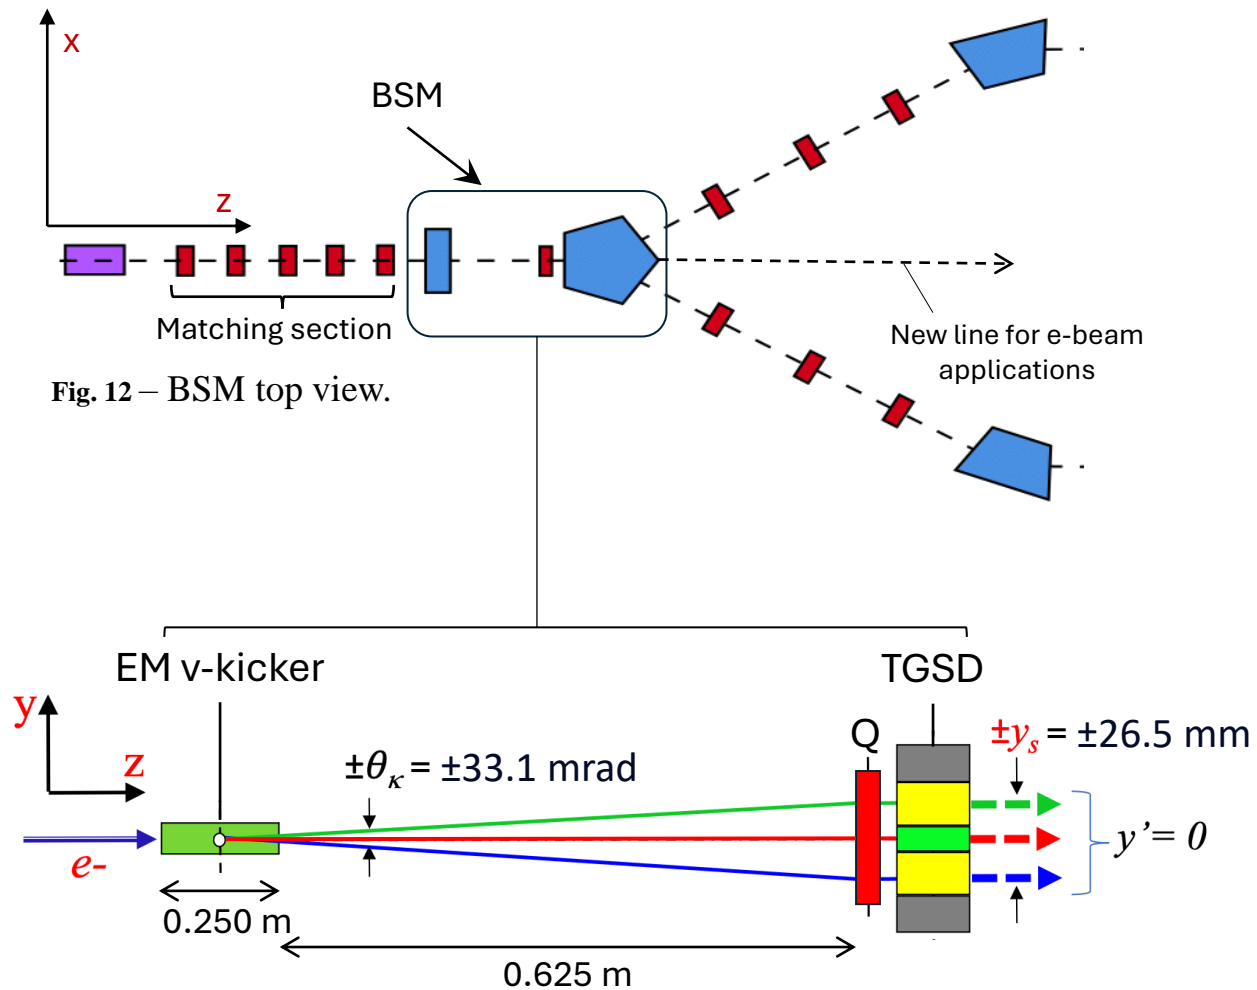 x
BSM
z
Matching section
New line for e-beam
applications
Fig. 12 – BSM top view.
EM v-kicker
TGSD
y
z
Q
±yₛ = ±26.5 mm
±θ_κ = ±33.1 mrad
e-
y’= 0
0.250 m
0.625 m